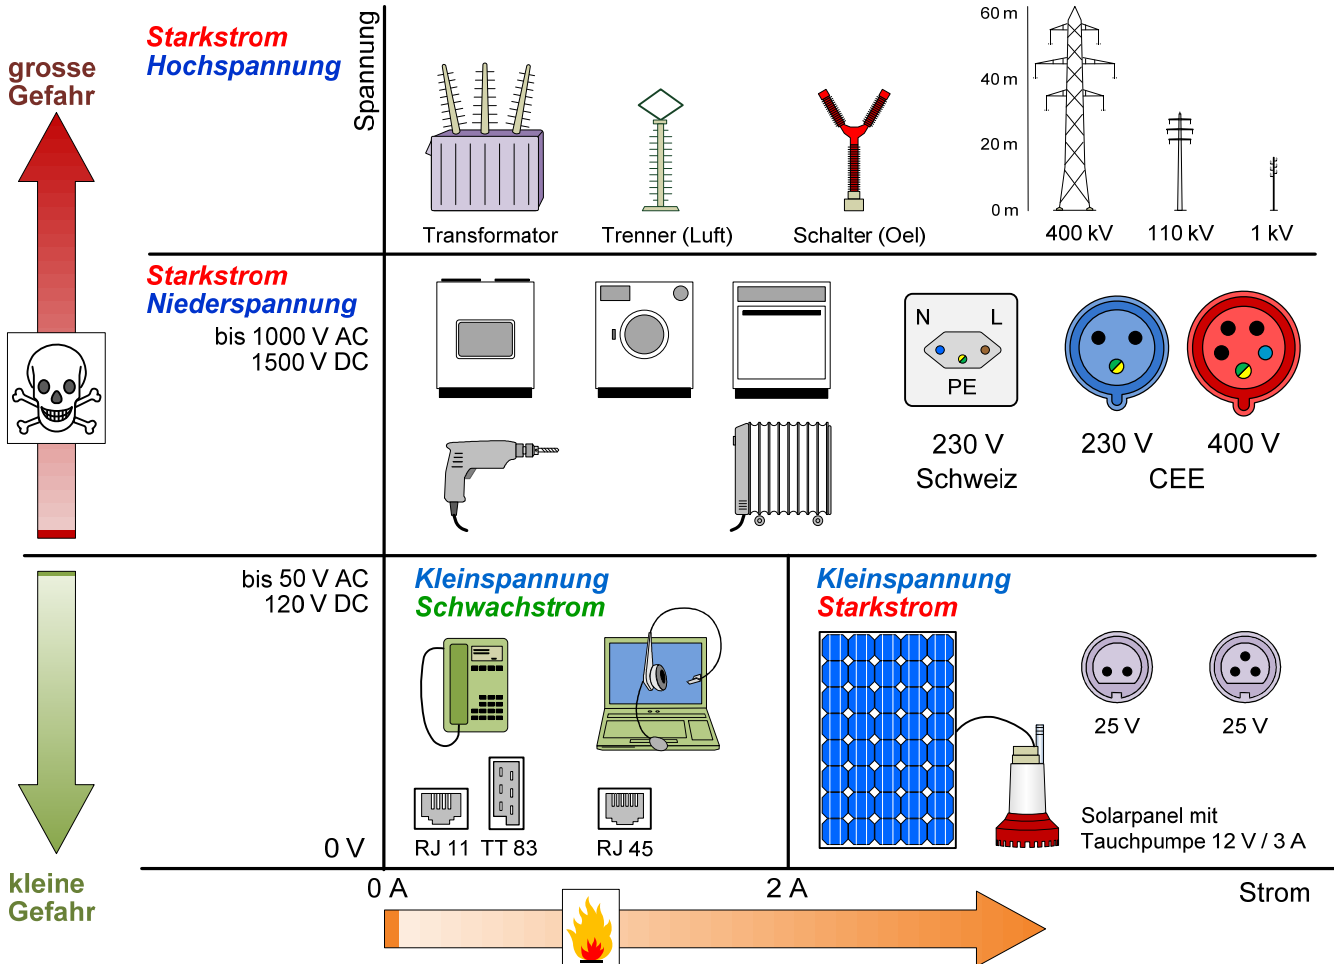 Starkstrom
Hochspannung
Spannung
grosse
Gefahr
60 m
40 m
20 m
0 m
Transformator
Trenner (Luft)
Schalter (Oel)
400 kV
110 kV
1 kV
Starkstrom
Niederspannung
bis 1000 V AC
1500 V DC
N
L
PE
230 V
Schweiz
230 V
400 V
CEE
bis 50 V AC
120 V DC
Kleinspannung
Schwachstrom
Kleinspannung
Starkstrom
25 V
25 V
RJ 11
TT 83
RJ 45
Solarpanel mit
Tauchpumpe 12 V / 3 A
0 V
kleine
Gefahr
0 A
2 A
Strom